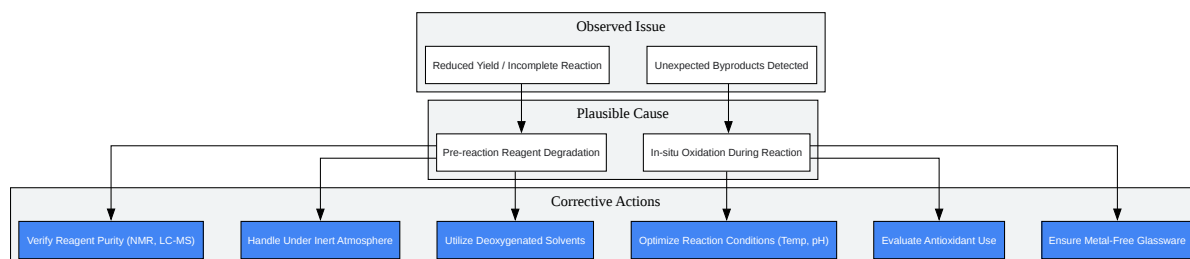 Observed Issue
Reduced Yield / Incomplete Reaction
Unexpected Byproducts Detected
Plausible Cause
Pre-reaction Reagent Degradation
In-situ Oxidation During Reaction
Corrective Actions
Verify Reagent Purity (NMR, LC-MS)
Handle Under Inert Atmosphere
Utilize Deoxygenated Solvents
Optimize Reaction Conditions (Temp, pH)
Evaluate Antioxidant Use
Ensure Metal-Free Glassware